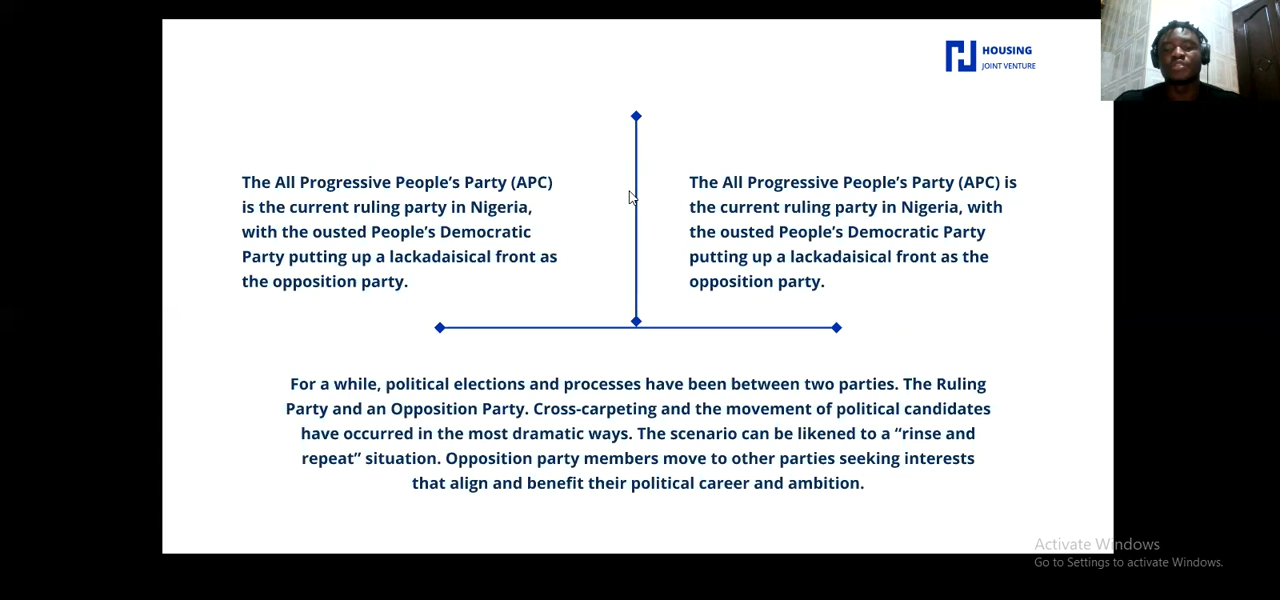 HOUSING
JOINT VENTURE
The All Progressive People’s Party (APC)
is the current ruling party in Nigeria,
with the ousted People’s Democratic
Party putting up a lackadaisical front as
the opposition party.
The All Progressive People’s Party (APC) is
the current ruling party in Nigeria, with
the ousted People’s Democratic Party
putting up a lackadaisical front as the
opposition party.
For a while, political elections and processes have been between two parties. The Ruling
Party and an Opposition Party. Cross-carpeting and the movement of political candidates
have occurred in the most dramatic ways. The scenario can be likened to a “rinse and
repeat” situation. Opposition party members move to other parties seeking interests
that align and benefit their political career and ambition.
Activate Windows
Go to Settings to activate Windows.